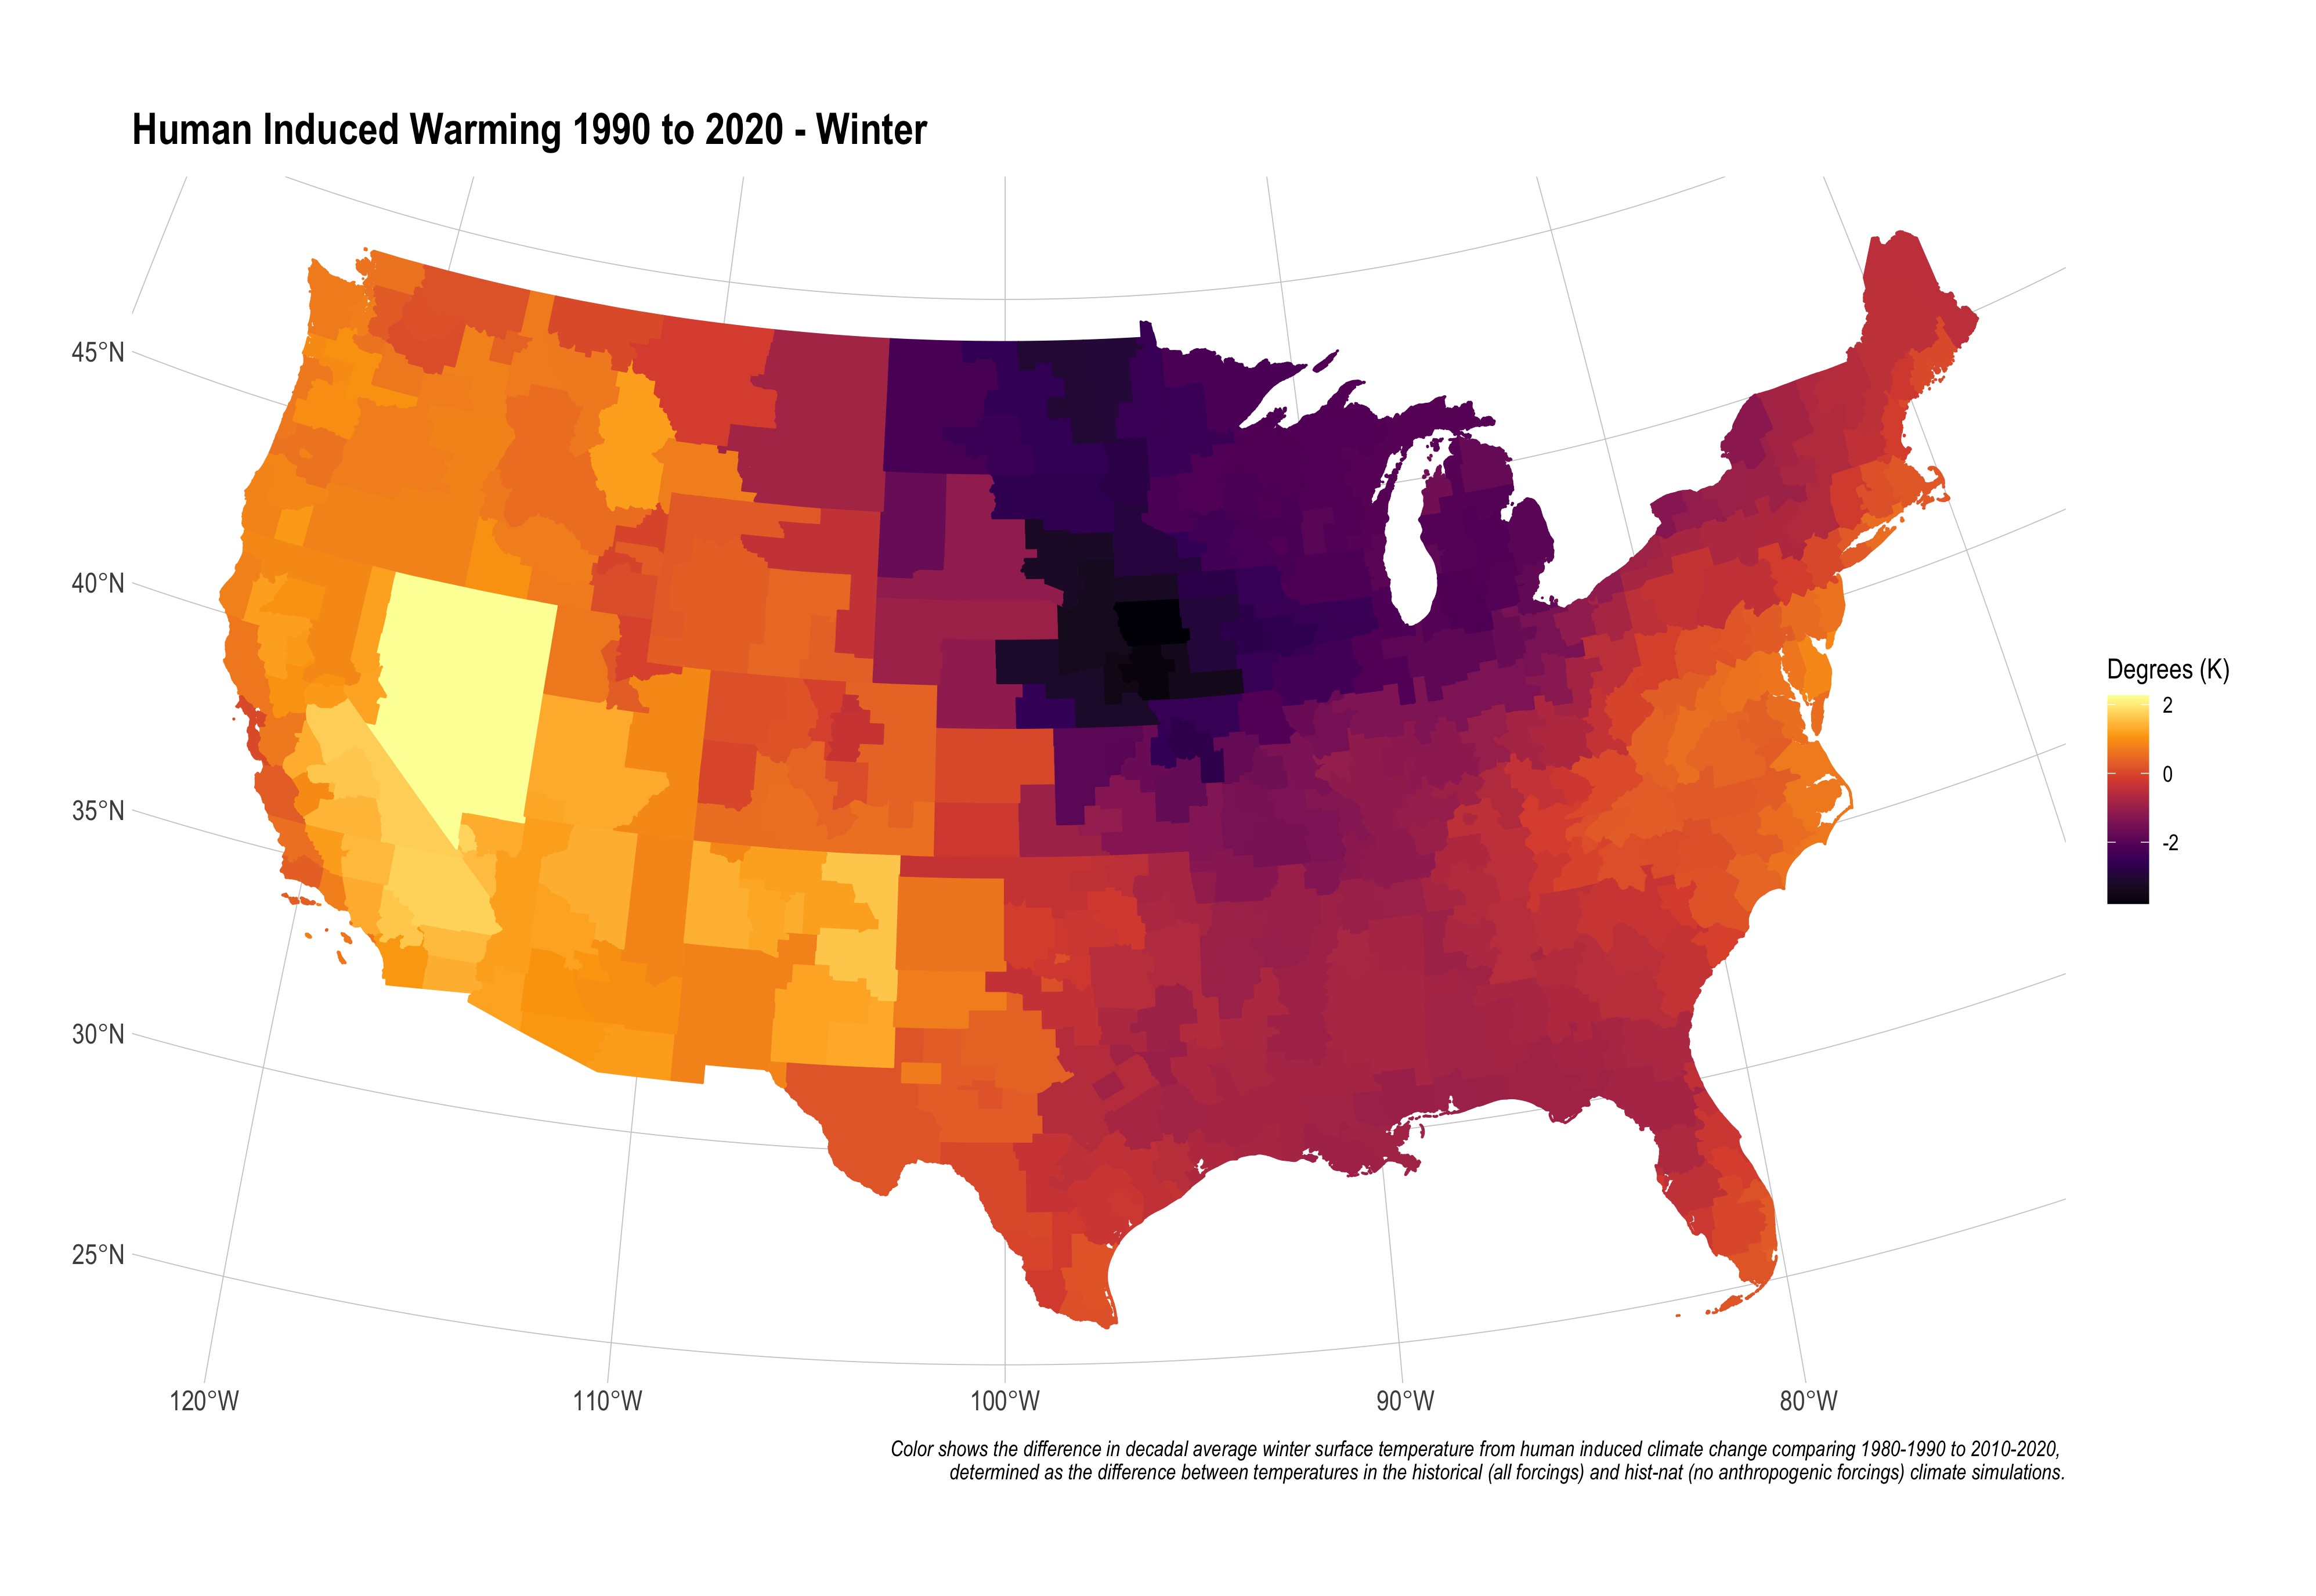 Human Induced Warming 1990 to 2020 - Winter
45°N
40°N
35°N
30°N
25°N
120°W
110°W
100°W
90°W
80°W
Degrees (K)
2
0
-2
Color shows the difference in decadal average winter surface temperature from human induced climate change comparing 1980-1990 to 2010-2020,
determined as the difference between temperatures in the historical (all forcings) and hist-nat (no anthropogenic forcings) climate simulations.